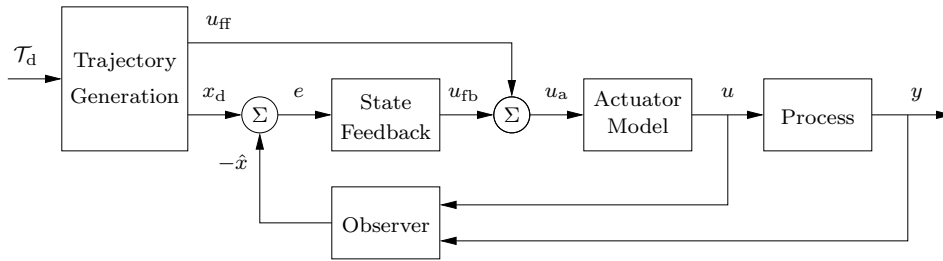 𝒯_d
Trajectory
Generation
u_ff
x_d
Σ
e
State
Feedback
u_fb
Σ
u_a
Actuator
Model
u
Process
y
−x̂
Observer